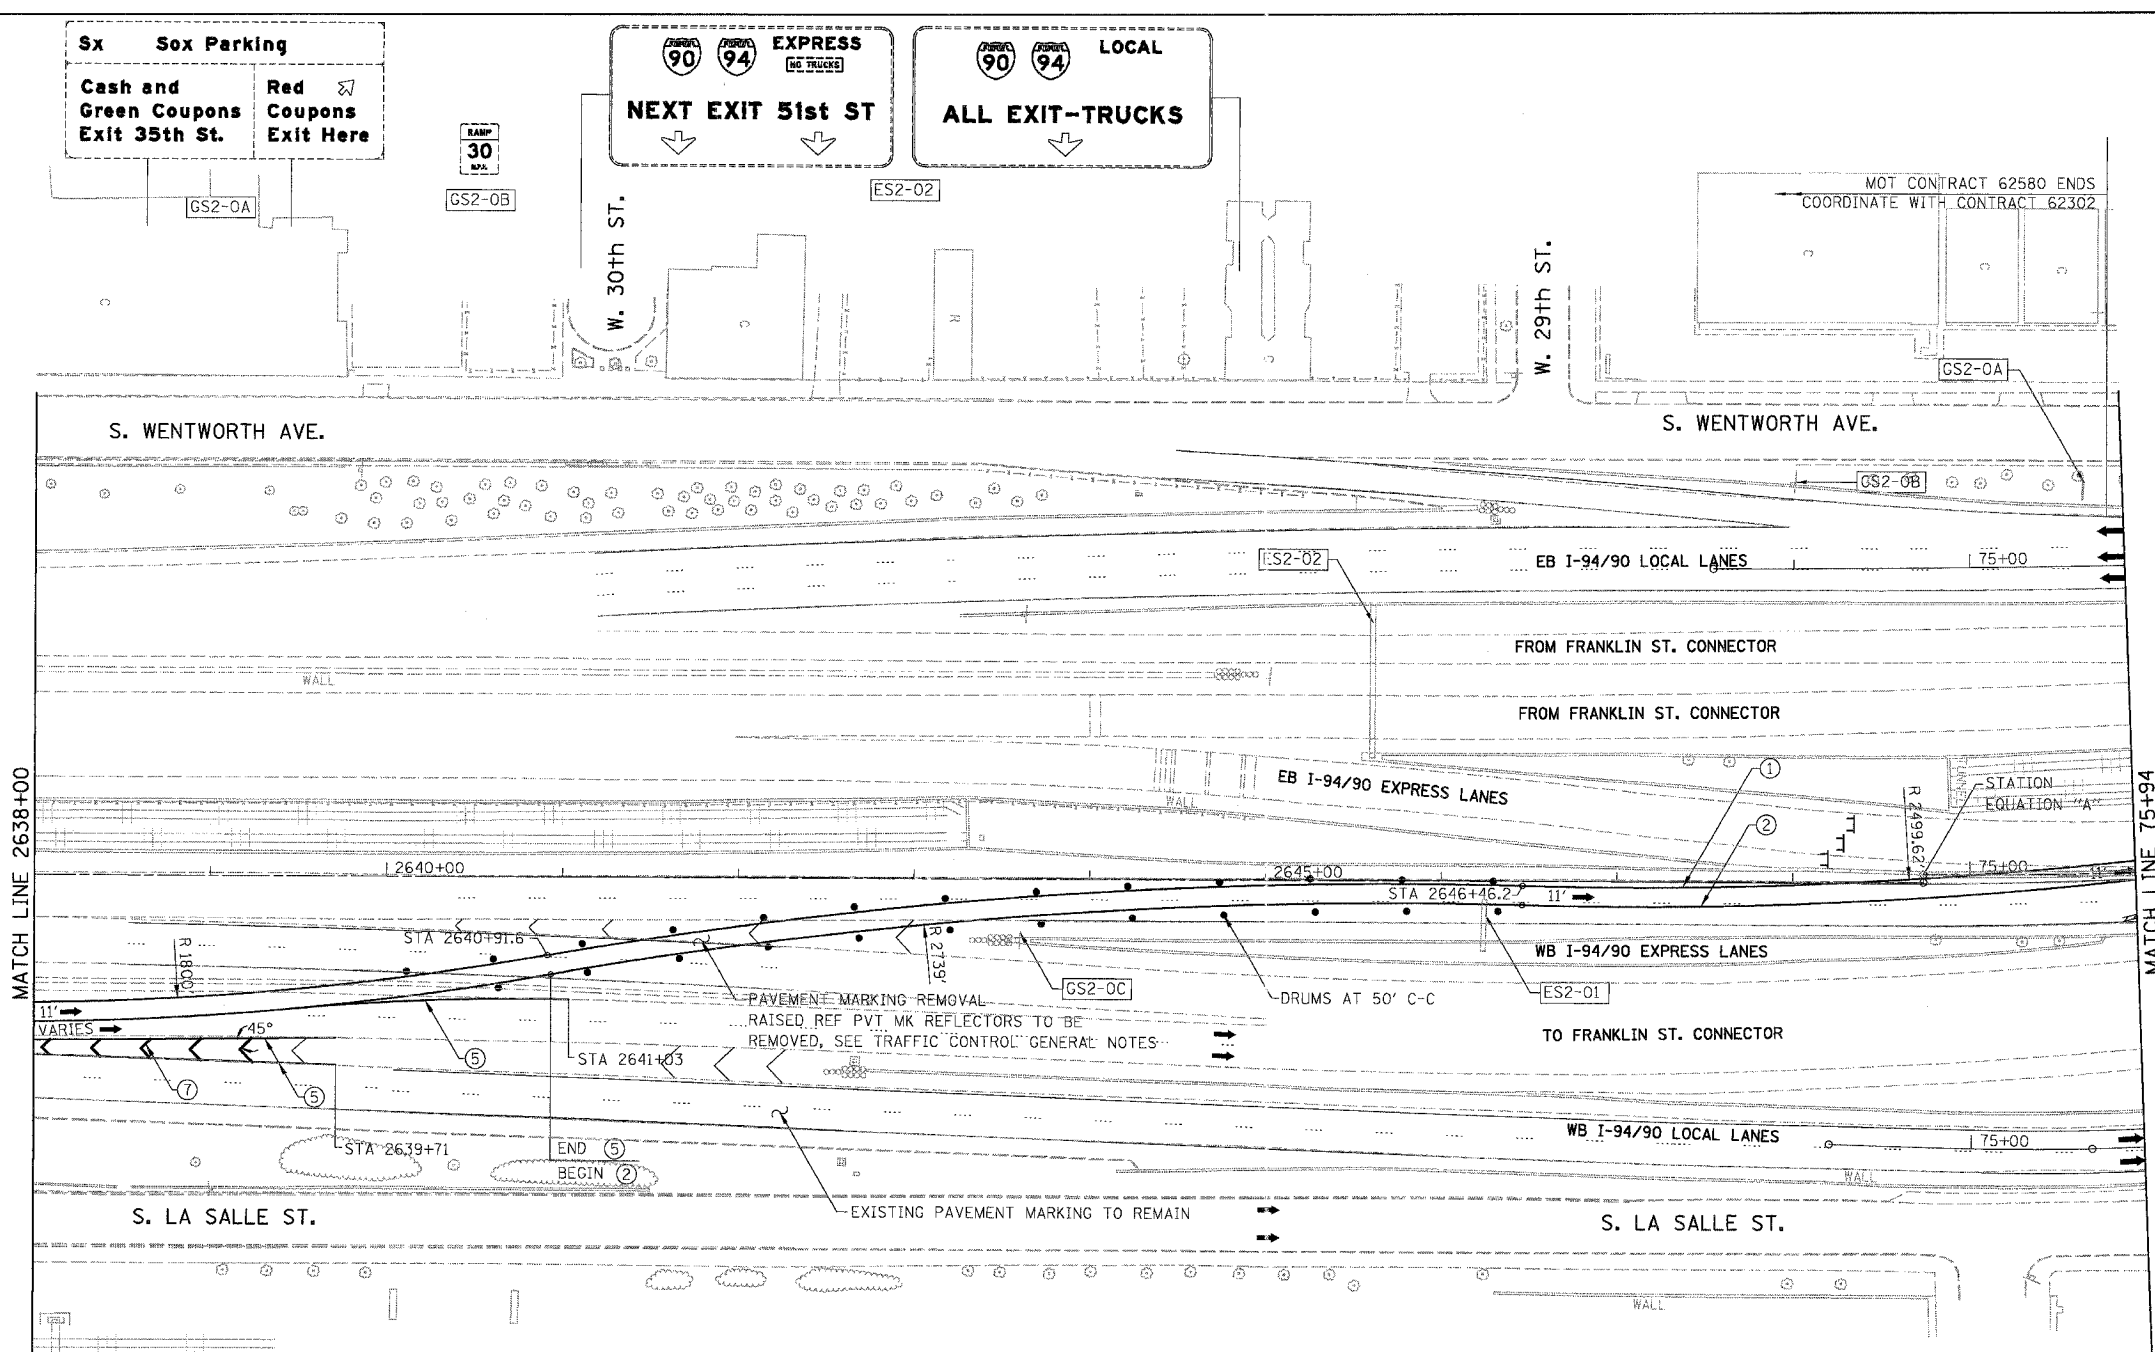 Sx Sox Parking
Cash and
Green Coupons
Exit 35th St.
Red
Coupons
Exit Here
GS2-0A
RAMP
30
M.P.H.
GS2-0B
90 94 EXPRESS
NO TRUCKS
NEXT EXIT 51st ST
90 94 LOCAL
ALL EXIT-TRUCKS
ES2-02
W. 30th ST.
W. 29th ST.
MOT CONTRACT 62580 ENDS
COORDINATE WITH CONTRACT 62302
C
C
R
C
C
C
C
GS2-0A
S. WENTWORTH AVE.
S. WENTWORTH AVE.
GS2-0B
ES2-02
EB I-94/90 LOCAL LANES
75+00
FROM FRANKLIN ST. CONNECTOR
WALL
FROM FRANKLIN ST. CONNECTOR
EB I-94/90 EXPRESS LANES
WALL
1
2
R 2499.62'
STATION
EQUATION "A"
MATCH LINE 2638+00
MATCH LINE 75+94
2640+00
2645+00
75+00
STA 2646+46.2
11'
11'
STA 2640+91.6
R 1800'
R 2739'
WB I-94/90 EXPRESS LANES
GS2-0C
ES2-01
DRUMS AT 50' C-C
PAVEMENT MARKING REMOVAL
RAISED REF PVT MK REFLECTORS TO BE
REMOVED, SEE TRAFFIC CONTROL GENERAL NOTES
11'
VARIES
45°
TO FRANKLIN ST. CONNECTOR
5
STA 2641+03
7
5
WB I-94/90 LOCAL LANES
75+00
STA 2639+71
END 5
BEGIN 2
WALL
S. LA SALLE ST.
EXISTING PAVEMENT MARKING TO REMAIN
S. LA SALLE ST.
WALL